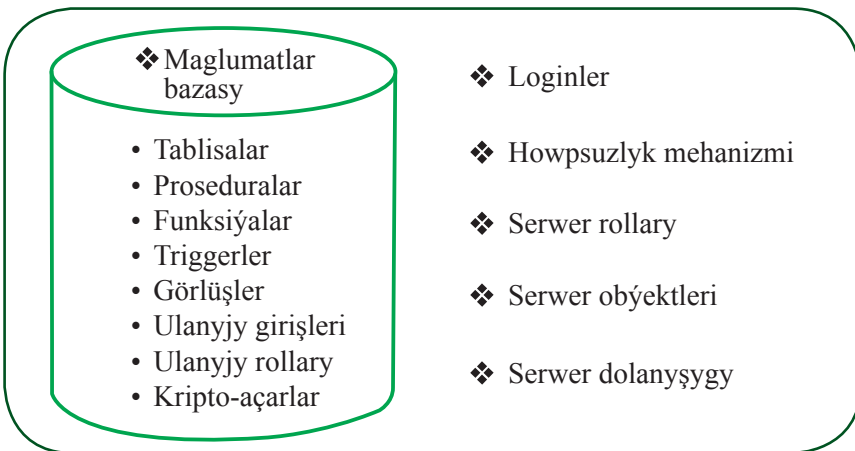 ❖ Maglumatlar
bazasy
• Tablisalar
• Proseduralar
• Funksiýalar
• Triggerler
• Görlüşler
• Ulanyjy girişleri
• Ulanyjy rollary
• Kripto-açarlar
❖ Loginler
❖ Howpsuzlyk mehanizmi
❖ Serwer rollary
❖ Serwer obýektleri
❖ Serwer dolanyşygy